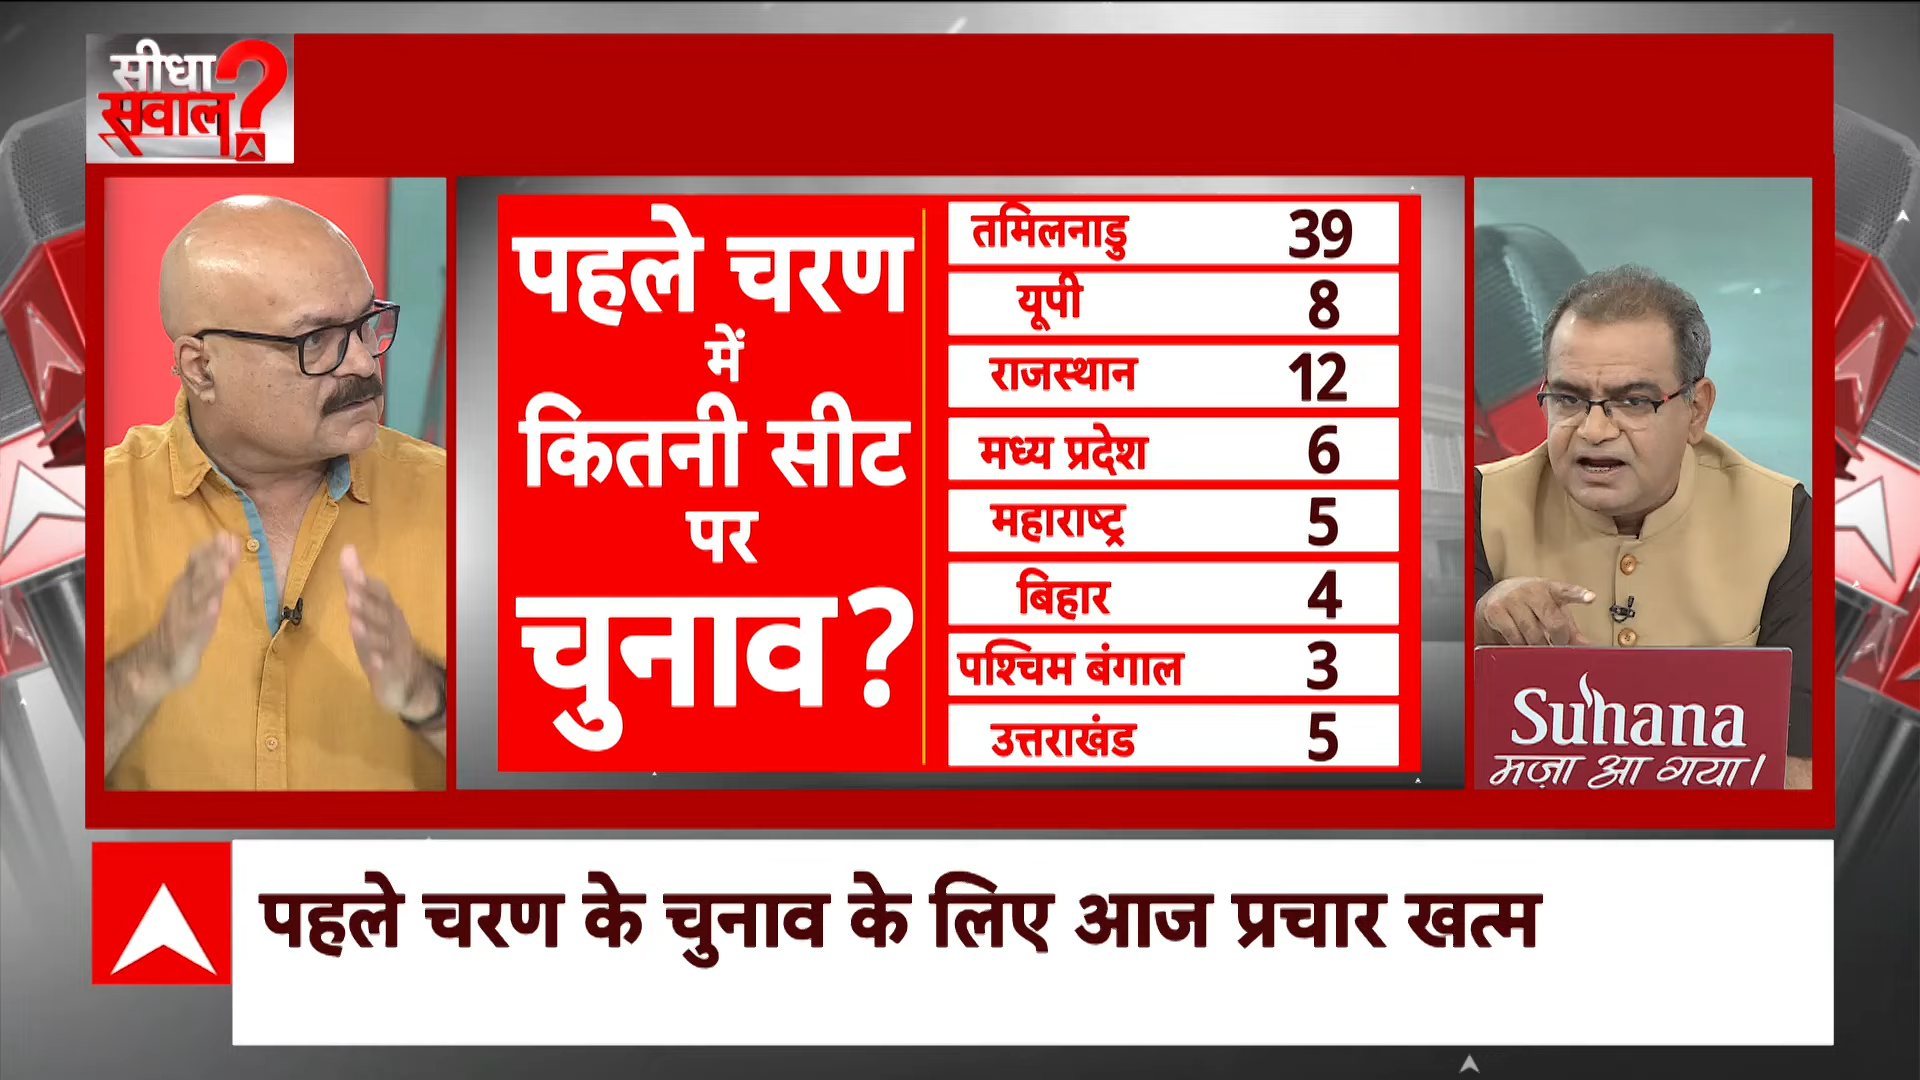 सीधा
सवाल?
पहले चरण
में
कितनी सीट
पर
चुनाव?
तमिलनाडु 39
यूपी 8
राजस्थान 12
मध्य प्रदेश 6
महाराष्ट्र 5
बिहार 4
पश्चिम बंगाल 3
उत्तराखंड 5
Suhana
मज़ा आ गया।
पहले चरण के चुनाव के लिए आज प्रचार खत्म